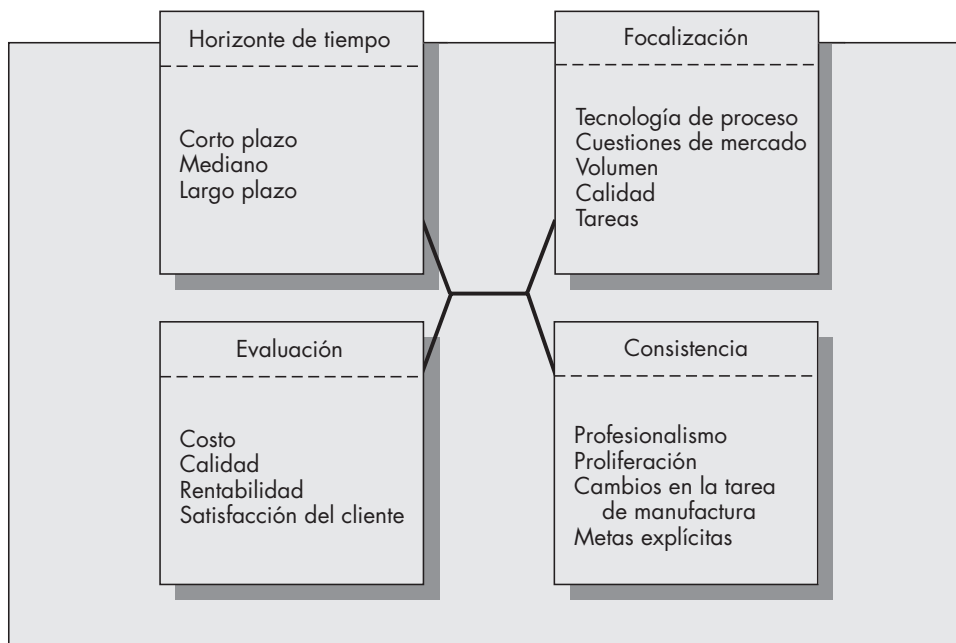 Horizonte de tiempo
Corto plazo
Mediano
Largo plazo
Focalización
Tecnología de proceso
Cuestiones de mercado
Volumen
Calidad
Tareas
Evaluación
Costo
Calidad
Rentabilidad
Satisfacción del cliente
Consistencia
Profesionalismo
Proliferación
Cambios en la tarea
de manufactura
Metas explícitas